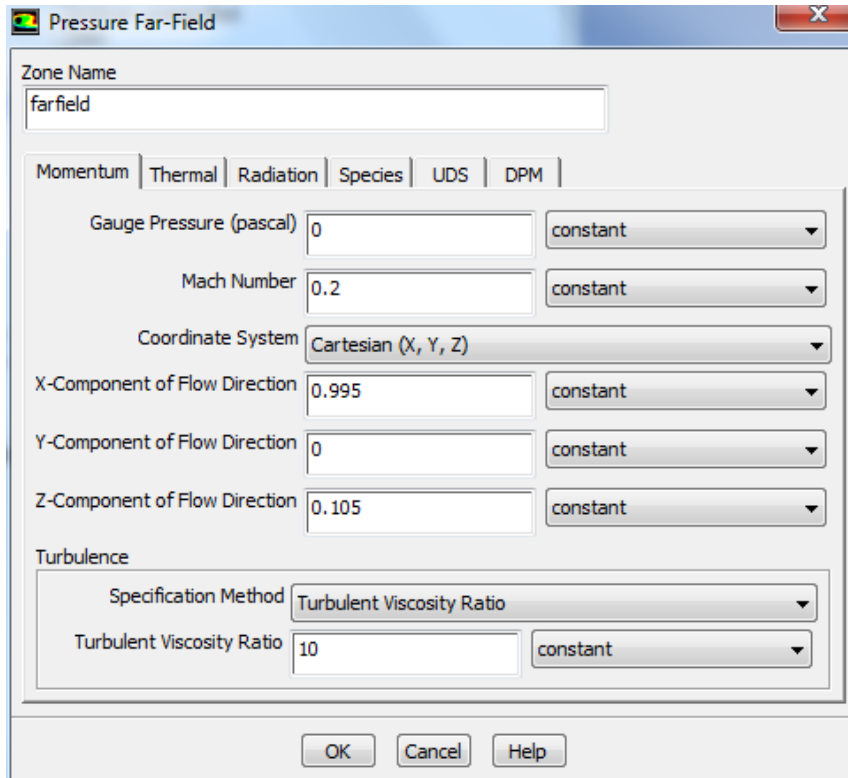 Pressure Far-Field
X
Zone Name
farfield
Momentum Thermal Radiation Species UDS DPM
Gauge Pressure (pascal) 0 constant
Mach Number 0.2 constant
Coordinate System Cartesian (X, Y, Z)
X-Component of Flow Direction 0.995 constant
Y-Component of Flow Direction 0 constant
Z-Component of Flow Direction 0.105 constant
Turbulence
Specification Method Turbulent Viscosity Ratio
Turbulent Viscosity Ratio 10 constant
OK Cancel Help